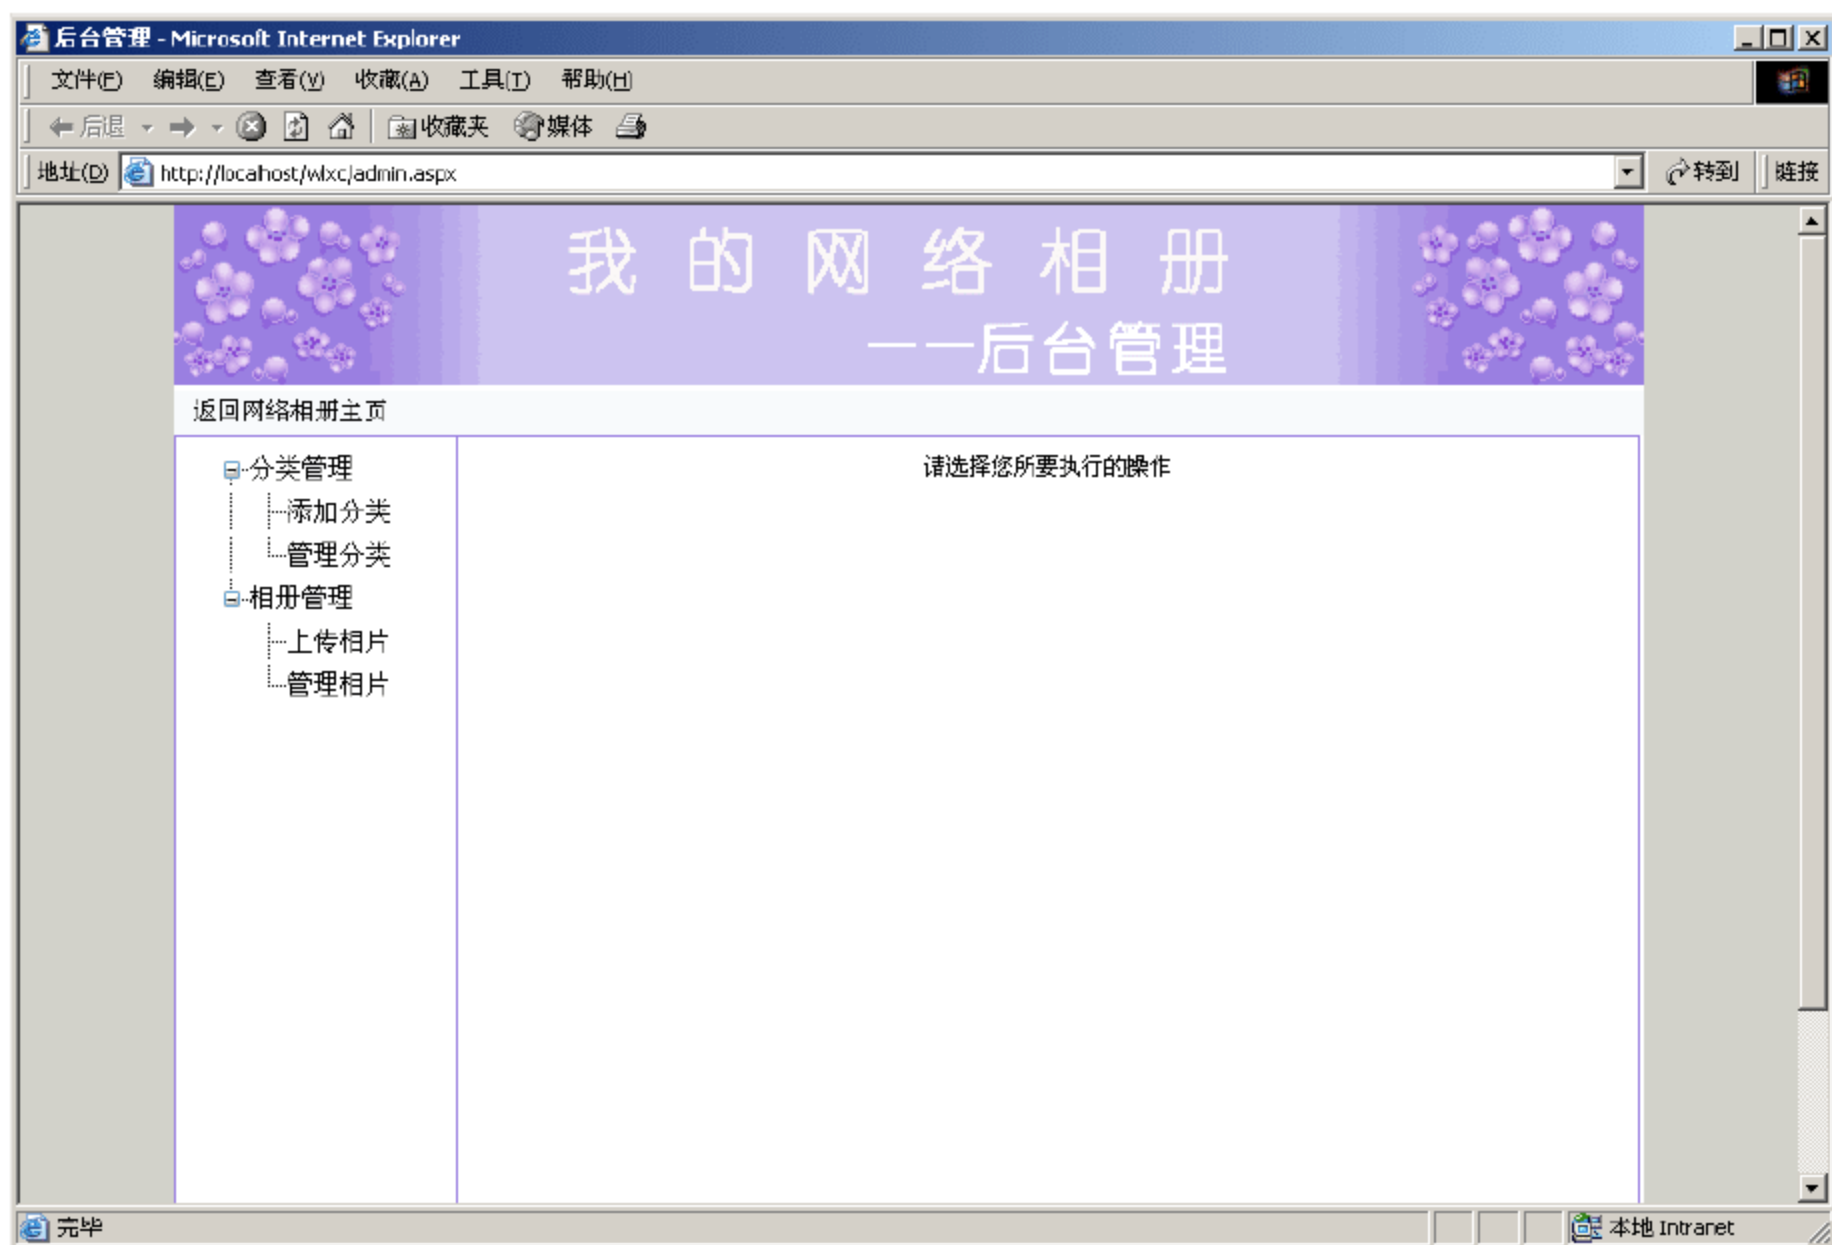 后台管理 - Microsoft Internet Explorer
文件(F) 编辑(E) 查看(V) 收藏(A) 工具(T) 帮助(H)
后退 收藏夹 媒体
地址(D) http://localhost/wlxc/admin.aspx 转到 链接
我的网络相册
——后台管理
返回网络相册主页
分类管理
添加分类
管理分类
相册管理
上传相片
管理相片
请选择您所要执行的操作
完毕 本地 Intranet